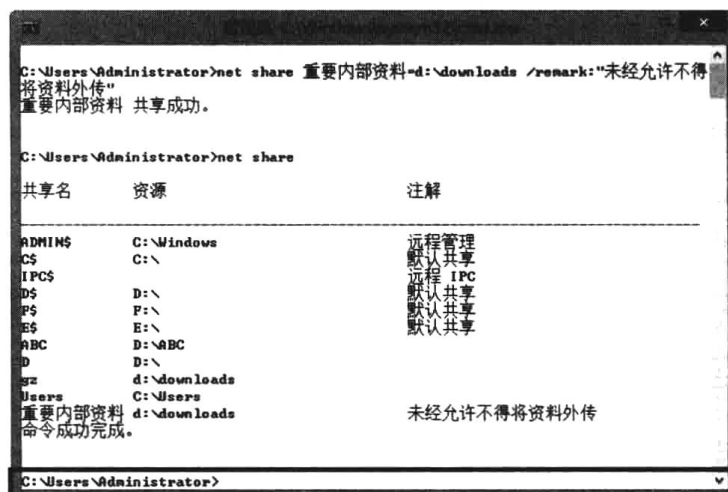 C:\Users\Administrator>net share 重要内部资料=d:\downloads /remark:"未经允许不得
将资料外传"
重要内部资料 共享成功。
C:\Users\Administrator>net share
共享名 资源 注解
ADMIN$ C:\Windows 远程管理
C$ C:\ 默认共享
IPC$ 远程 IPC
D$ D:\ 默认共享
F$ F:\ 默认共享
E$ E:\ 默认共享
ABC D:\ABC
D D:\
gz d:\downloads
Users C:\Users
重要内部资料 d:\downloads 未经允许不得将资料外传
命令成功完成。
C:\Users\Administrator>